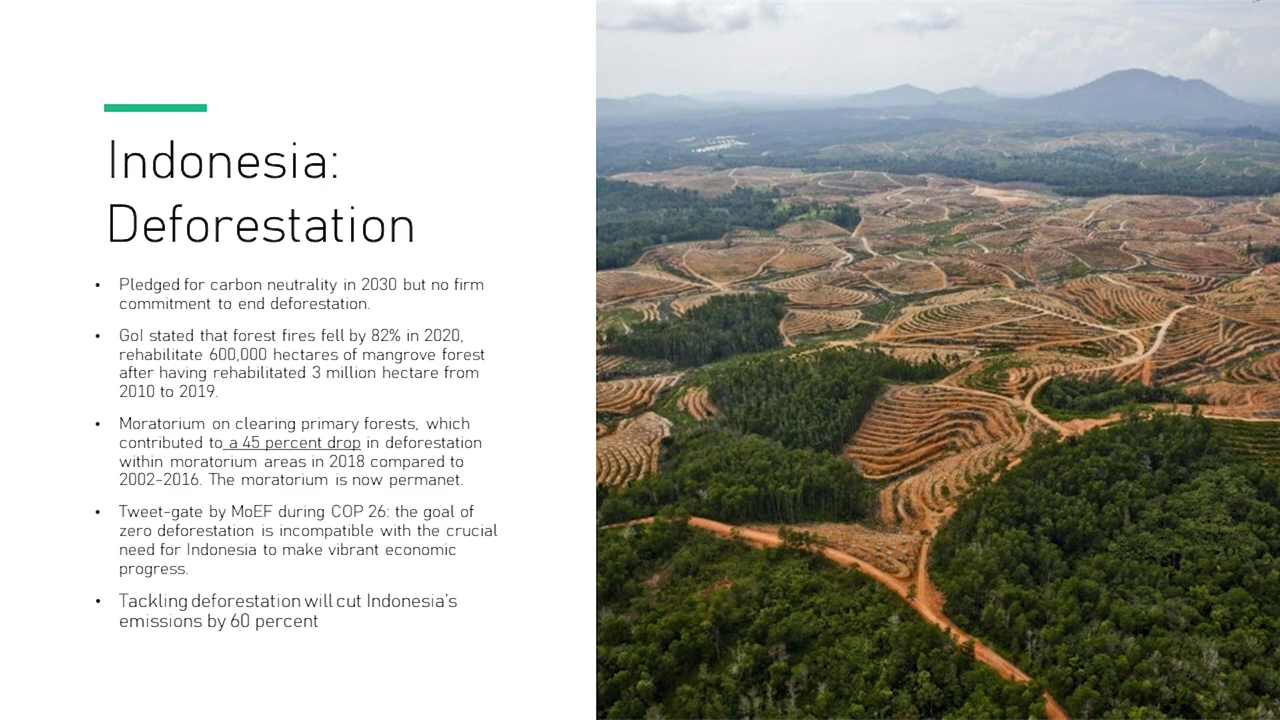 Indonesia:
Deforestation
• Pledged for carbon neutrality in 2030 but no firm
commitment to end deforestation.
• GoI stated that forest fires fell by 82% in 2020,
rehabilitate 600,000 hectares of mangrove forest
after having rehabilitated 3 million hectare from
2010 to 2019.
• Moratorium on clearing primary forests, which
contributed to a 45 percent drop in deforestation
within moratorium areas in 2018 compared to
2002-2016. The moratorium is now permanet.
• Tweet-gate by MoEF during COP 26: the goal of
zero deforestation is incompatible with the crucial
need for Indonesia to make vibrant economic
progress.
• Tackling deforestation will cut Indonesia's
emissions by 60 percent